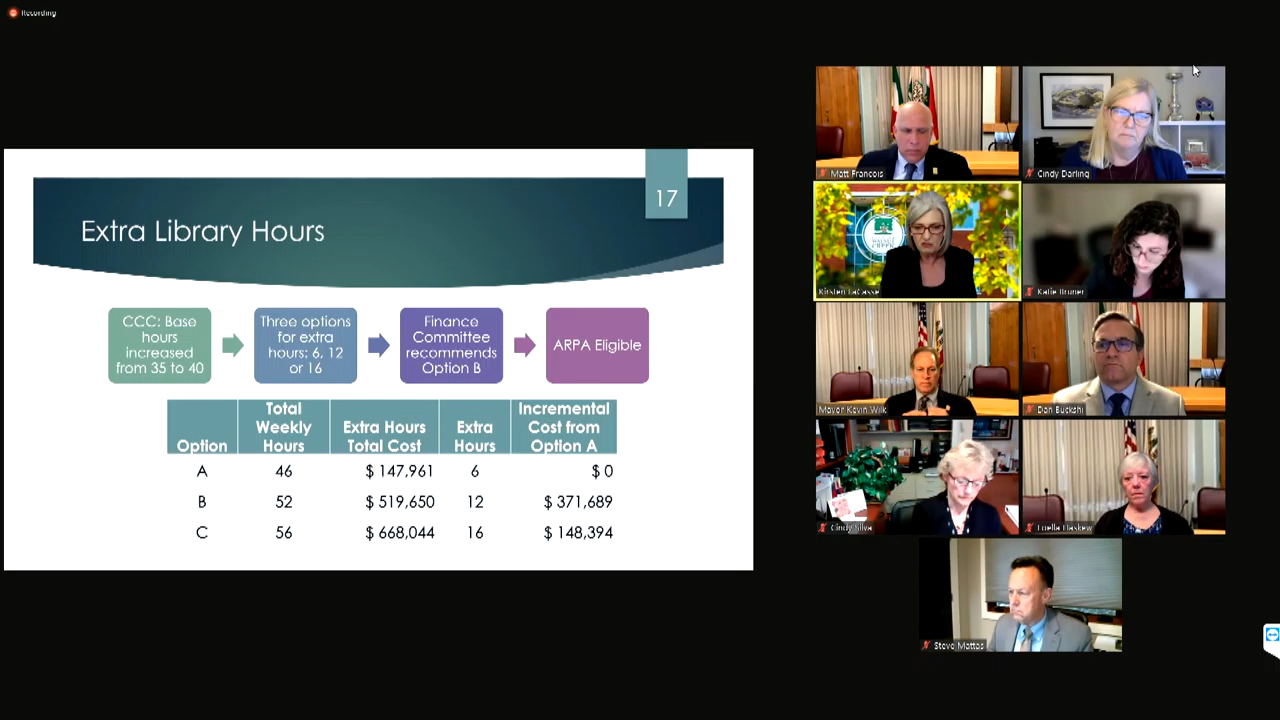 Recording
17
Extra Library Hours
CCC: Base
hours
increased
from 35 to 40
Three options
for extra
hours: 6, 12
or 16
Finance
Committee
recommends
Option B
ARPA Eligible
Option Total Weekly Hours Extra Hours Total Cost Extra Hours Incremental Cost from Option A
A 46 $ 147,961 6 $ 0
B 52 $ 519,650 12 $ 371,689
C 56 $ 668,044 16 $ 148,394
Matt Francois
Cindy Darling
WALNUT
CREEK
Kirsten LaCasse
Katie Bruner
Mayor Kevin Wilk
Dan Buckshi
Cindy Silva
Loella Haskew
Steve Mattas